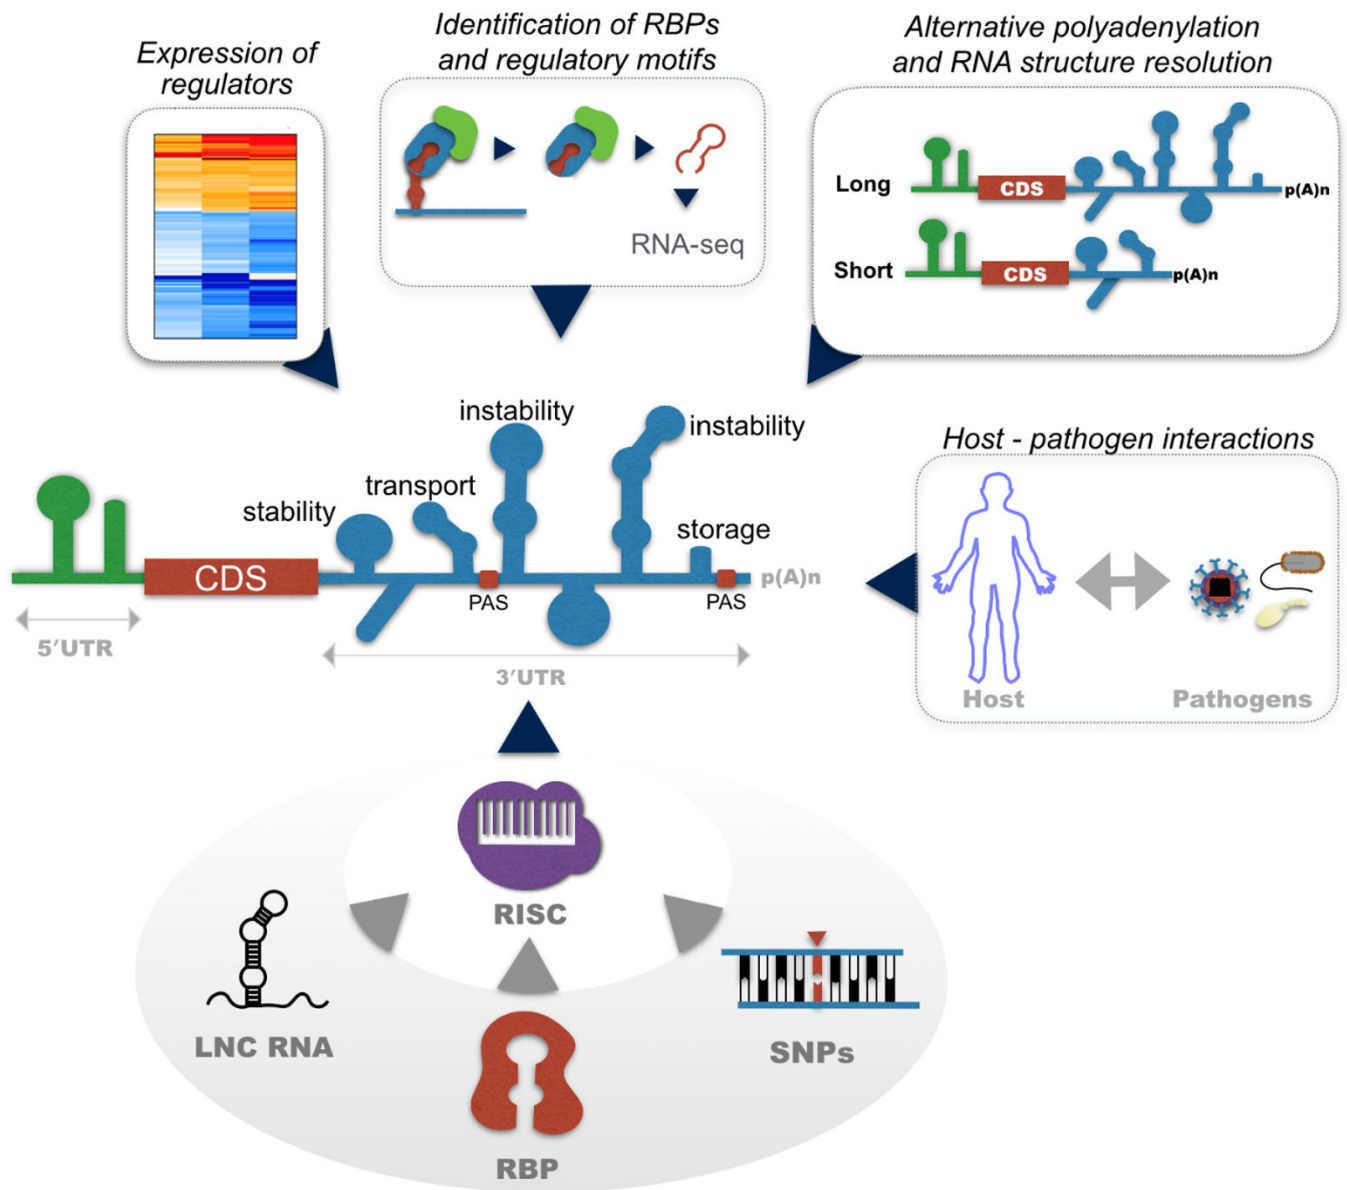 Expression of
regulators
Identification of RBPs
and regulatory motifs
RNA-seq
Alternative polyadenylation
and RNA structure resolution
Long
CDS
p(A)n
Short
CDS
p(A)n
instability
instability
transport
stability
storage
CDS
PAS
PAS
p(A)n
5'UTR
3'UTR
Host - pathogen interactions
Host
Pathogens
RISC
LNC RNA
SNPs
RBP